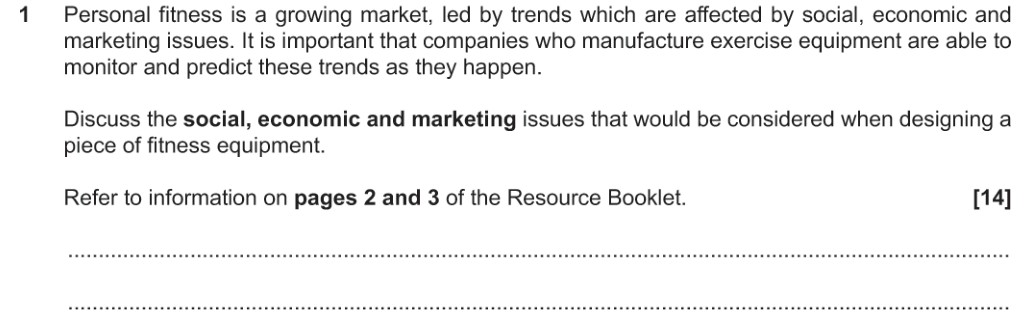 1 Personal fitness is a growing market, led by trends which are affected by social, economic and
marketing issues. It is important that companies who manufacture exercise equipment are able to
monitor and predict these trends as they happen.
Discuss the social, economic and marketing issues that would be considered when designing a
piece of fitness equipment.
Refer to information on pages 2 and 3 of the Resource Booklet. [14]